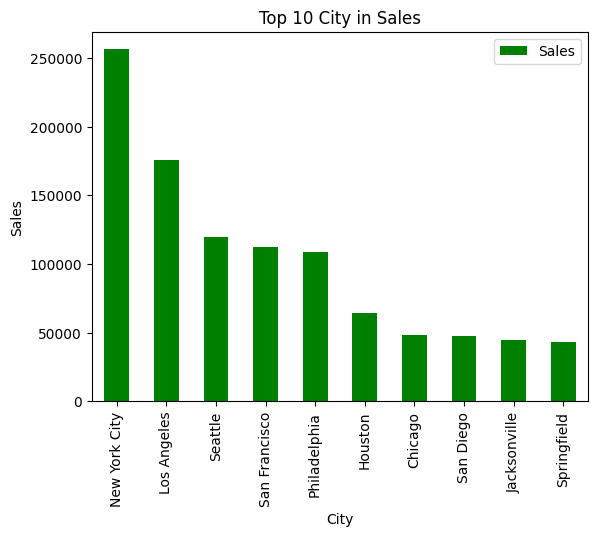 Top 10 City in Sales
Sales
250000
200000
150000
100000
50000
0
Sales
New York City
Los Angeles
Seattle
San Francisco
Philadelphia
Houston
Chicago
San Diego
Jacksonville
Springfield
City